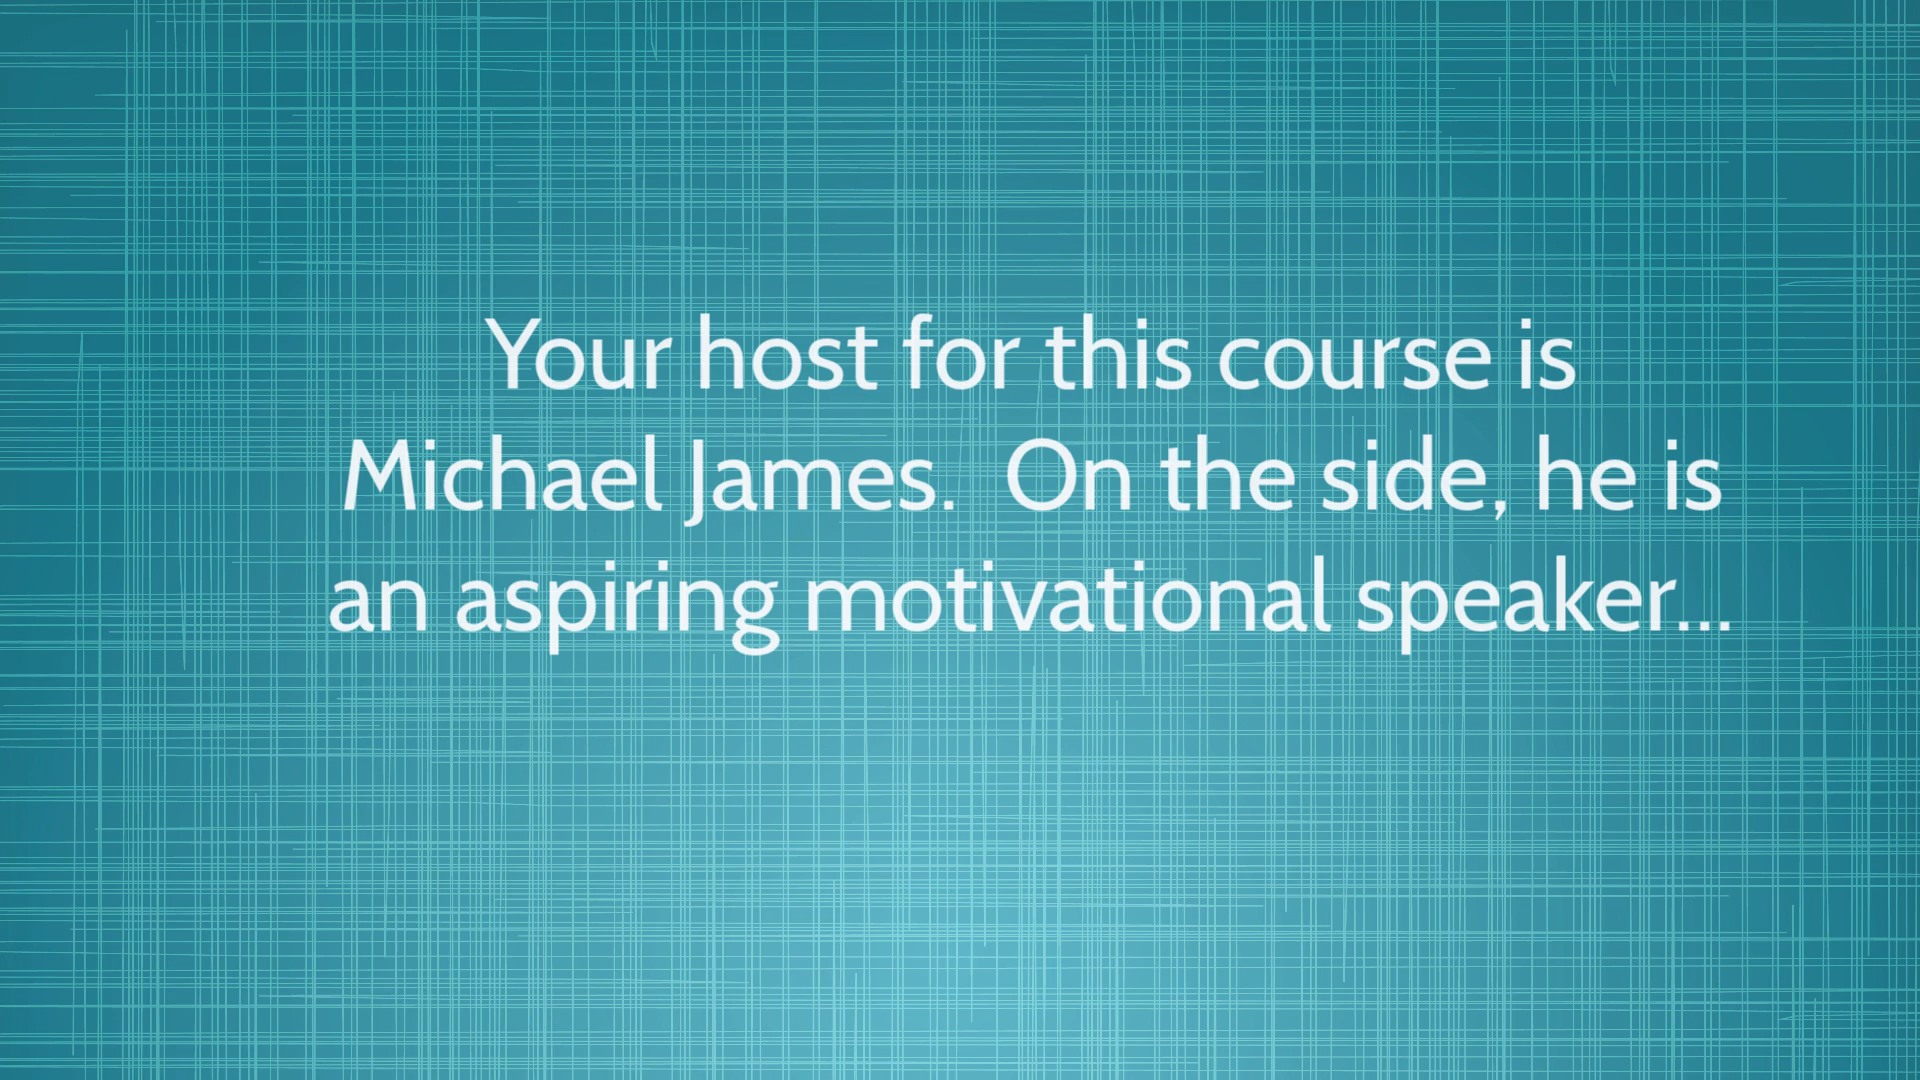 Your host for this course is
Michael James.  On the side, he is
an aspiring motivational speaker...